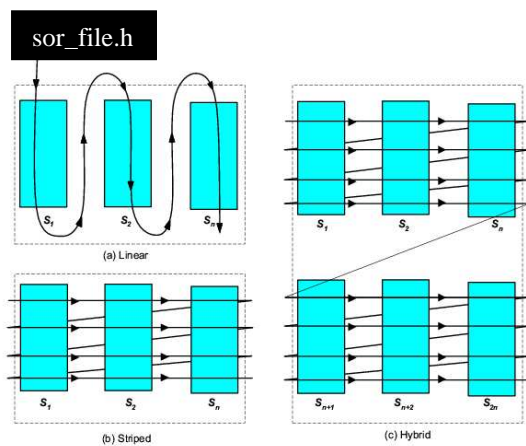 sor_file.h
S1 S2 Sn
(a) Linear
S1 S2 Sn
(b) Striped
S1 S2 Sn
Sn+1 Sn+2 S2n
(c) Hybrid